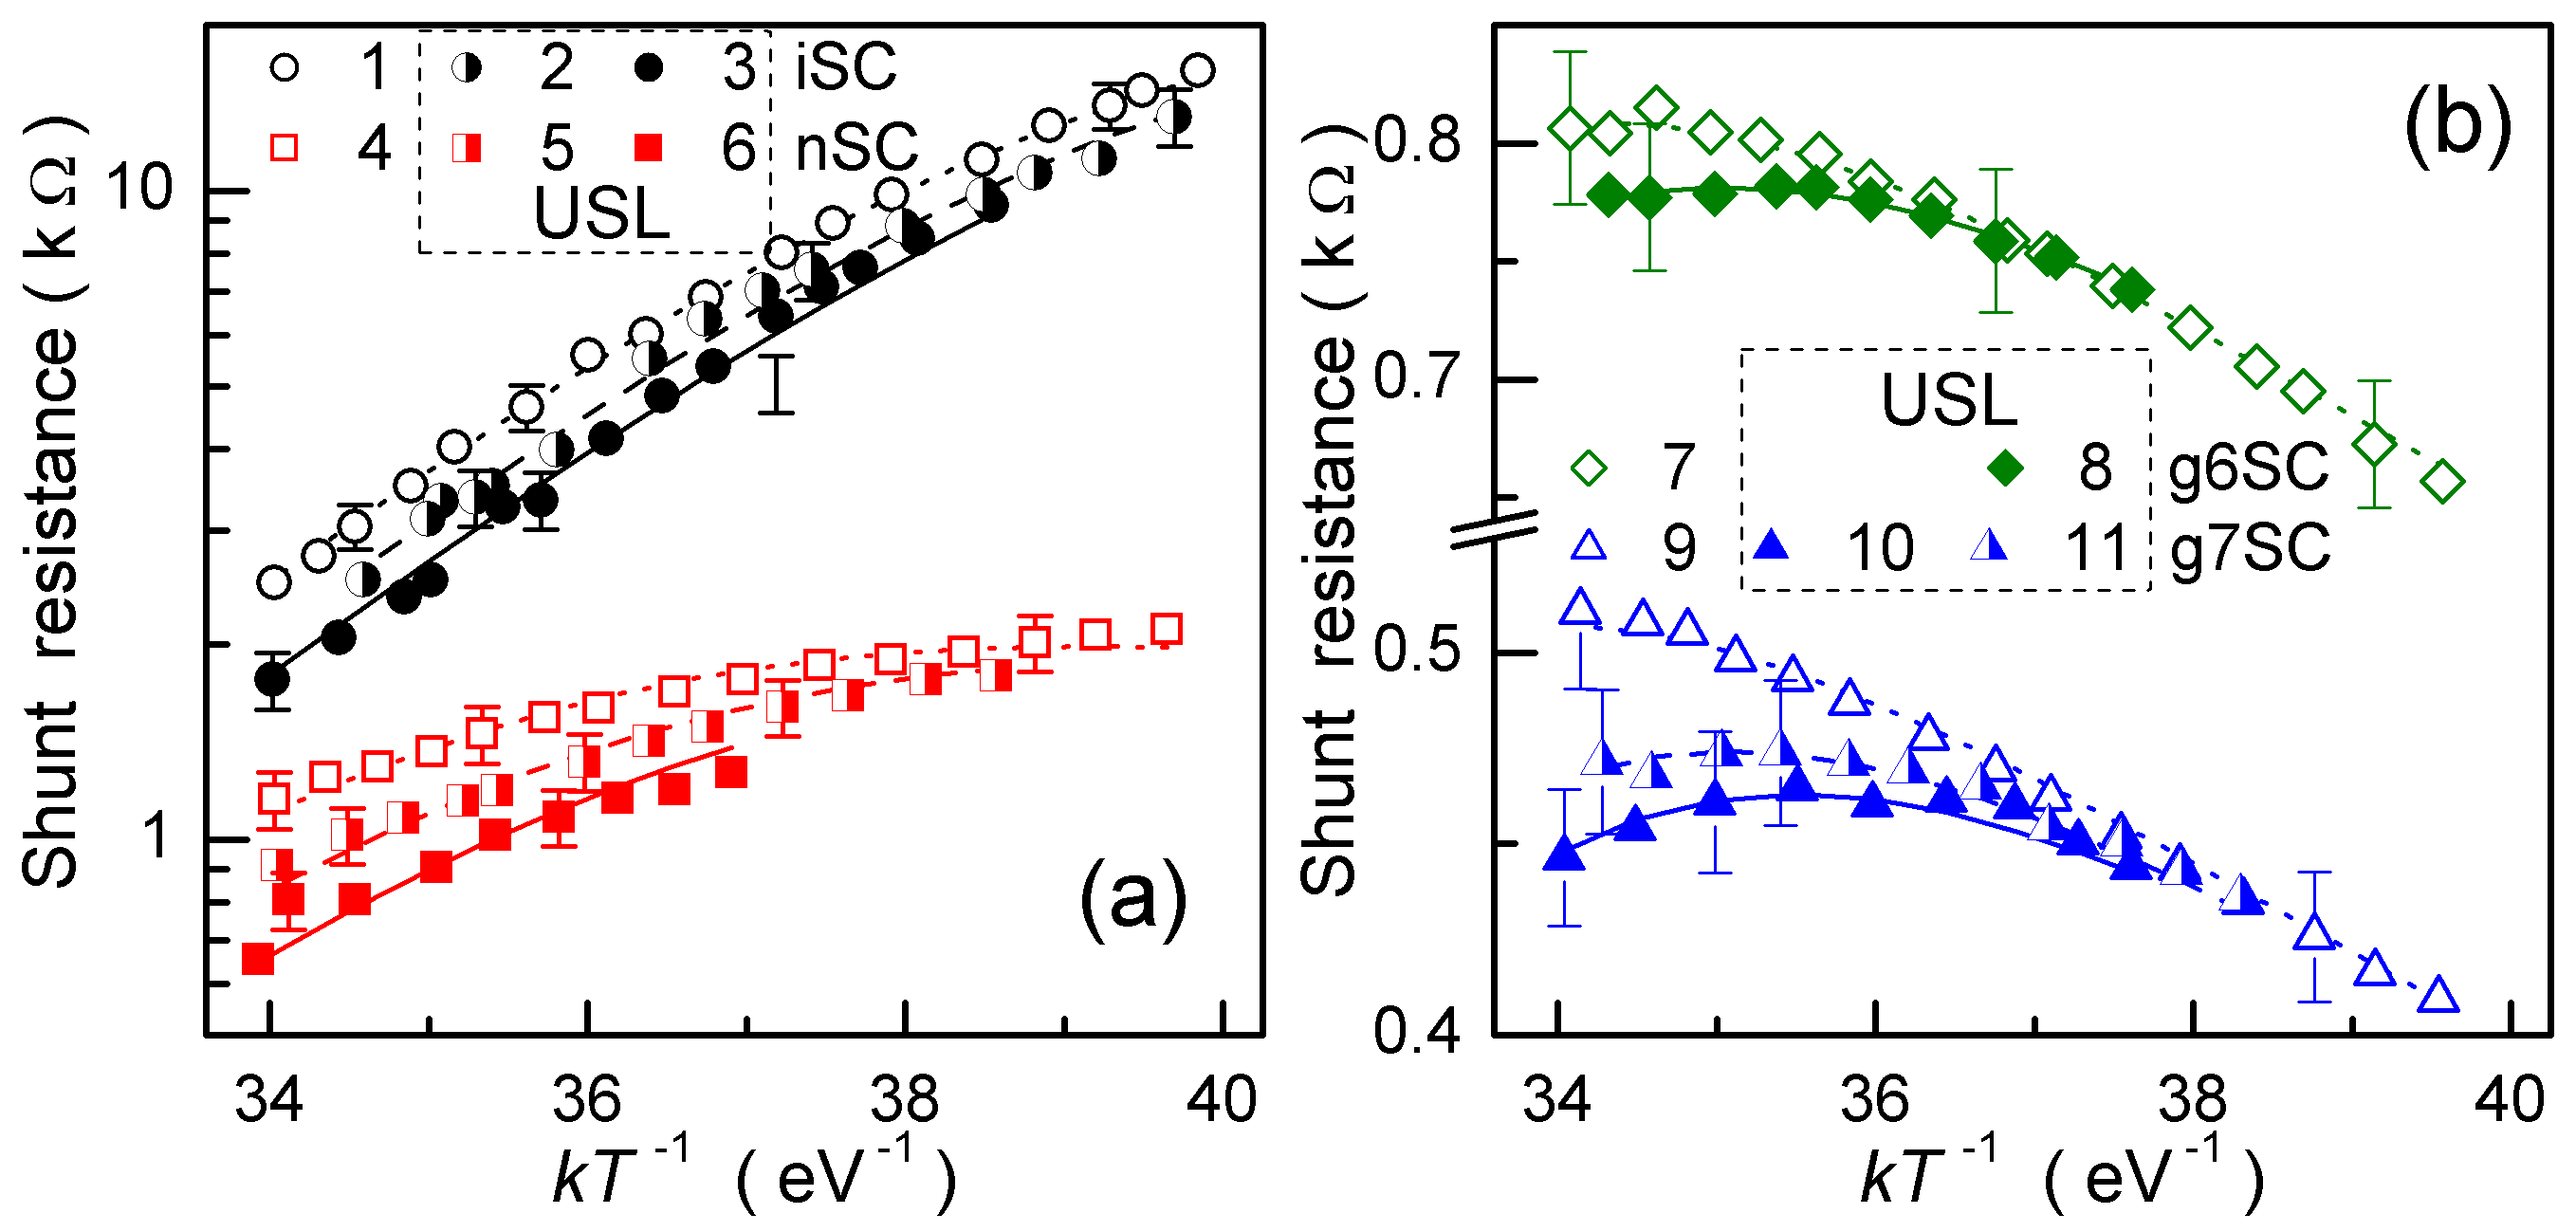 1 2 3 iSC
4 5 6 nSC
USL
10
1
Shunt resistance ( k Ω )
(a)
34 36 38 40
kT -1 ( eV-1)
(b)
0.8
0.7
0.5
0.4
Shunt resistance ( k Ω )
USL
7 8 g6SC
9 10 11 g7SC
34 36 38 40
kT -1 ( eV-1)